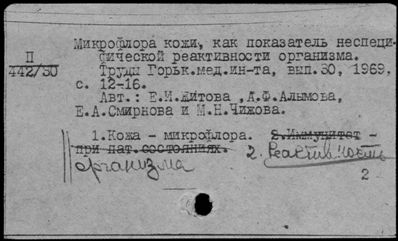 Микрофлора кожи, как показатель неспеци-
П фической реактивности организма.
442/30 Труды Горьк.мед.ин-та, вып.30, 1969,
с. 12-16.
Авт.: Е.И.Житова, А.Ф.Алымова,
Е.А.Смирнова и М.Н.Чижова.
1.Кожа - микрофлора. 2.Иммунитет -
при пат.состояниях. 2. Реактивность
организма
2